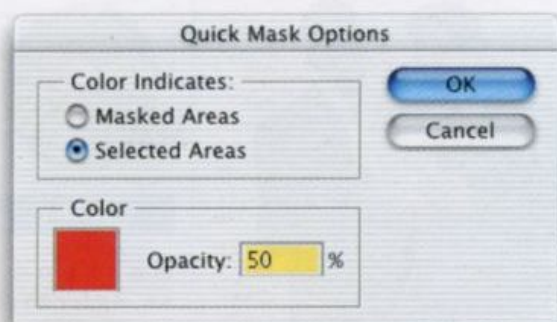 Quick Mask Options
Color Indicates:
Masked Areas
Selected Areas
OK
Cancel
Color
Opacity: 50 %